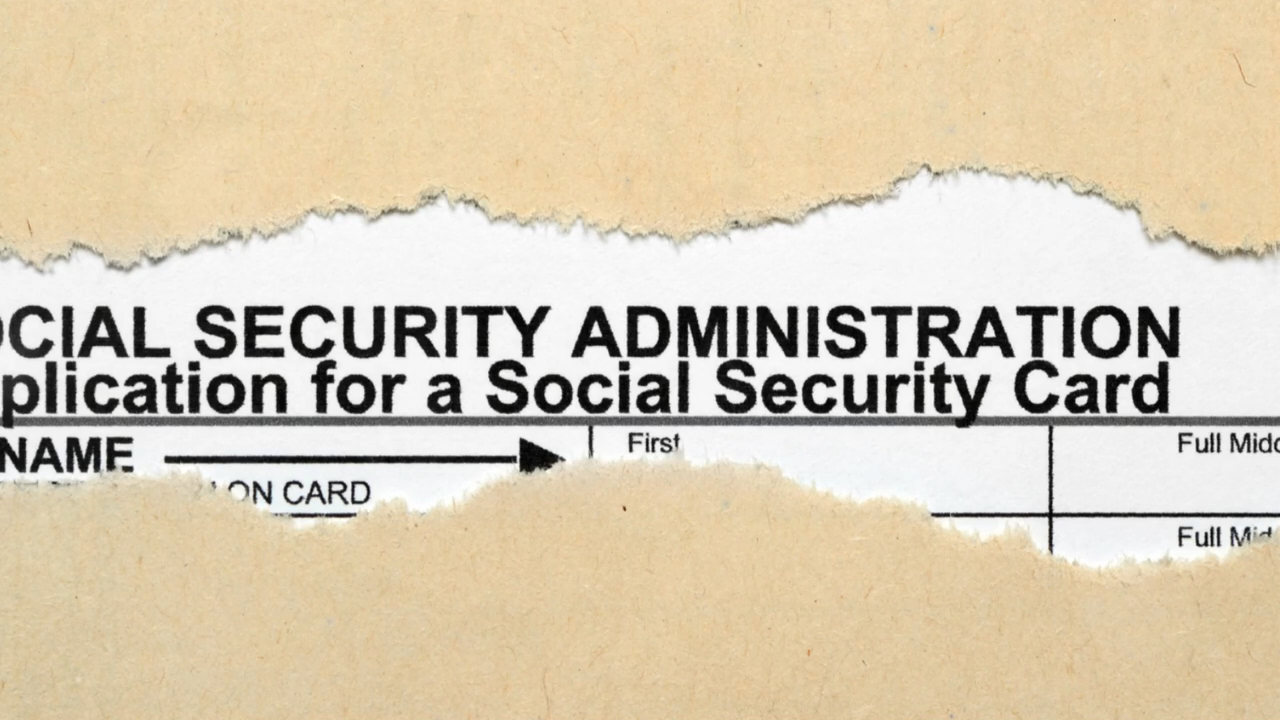 OCIAL SECURITY ADMINISTRATION
plication for a Social Security Card
NAME First Full Midd
ON CARD
Full Mid